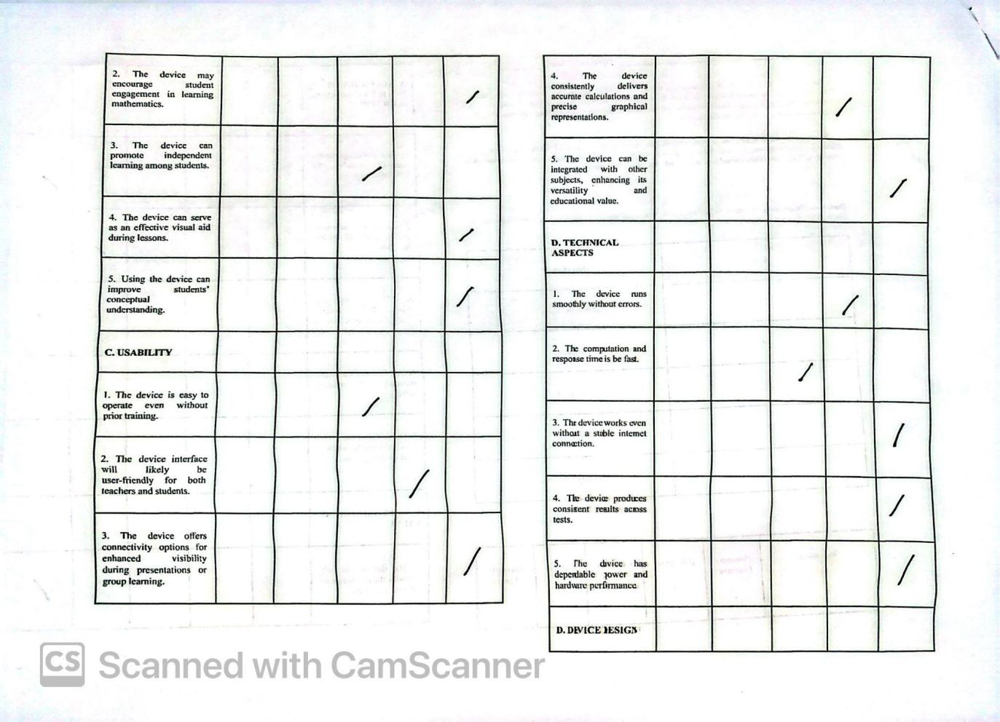 2. The device may
encourage student
engagement in learning
mathematics.
3. The device can
promote independent
learning among students.
4. The device can serve
as an effective visual aid
during lessons.
5. Using the device can
improve students'
conceptual
understanding.
C. USABILITY
1. The device is easy to
operate even without
prior training.
2. The device interface
will likely be
user-friendly for both
teachers and students.
3. The device offers
connectivity options for
enhanced visibility
during presentations or
group learning.
4. The device
consistently delivers
accurate calculations and
precise graphical
representations.
5. The device can be
integrated with other
subjects, enhancing its
versatility and
educational value.
D. TECHNICAL
ASPECTS
1. The device runs
smoothly without errors.
2. The computation and
response time is be fast.
3. The device works even
without a stable internet
connection.
4. The device produces
consistent results across
tests.
5. The device has
dependable power and
hardware performance
D. DEVICE DESIGN
CS Scanned with CamScanner